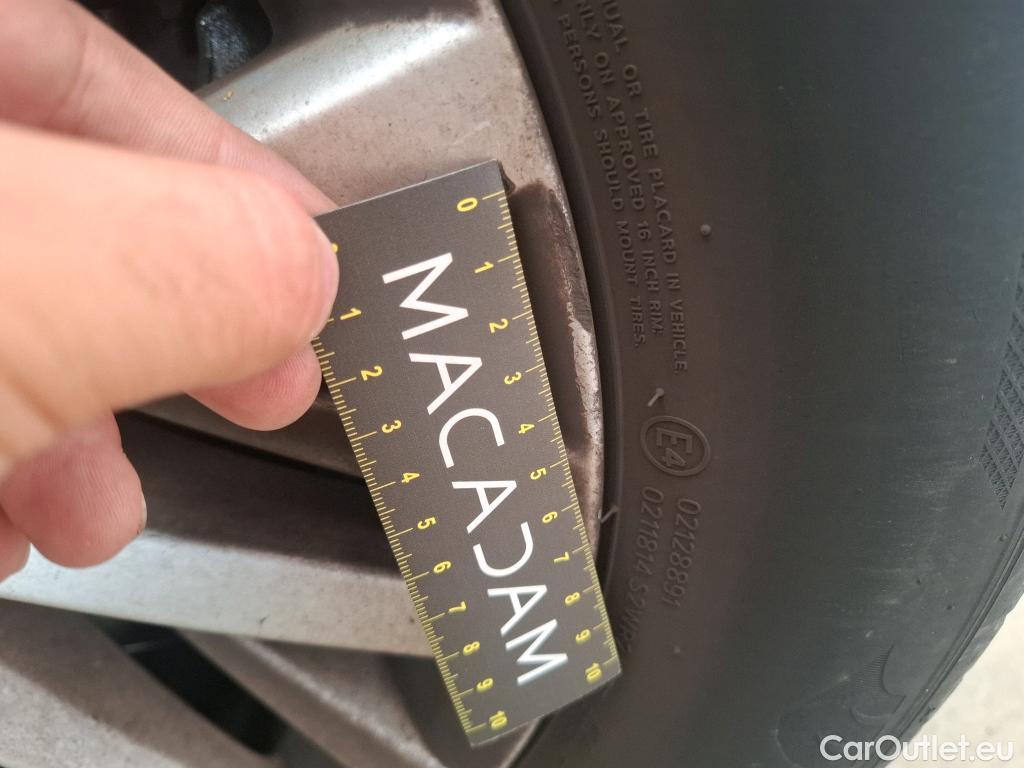 UAL OR TIRE PLACARD IN VEHICLE
ONLY ON APPROVED 16 INCH RIM.
PERSONS SHOULD MOUNT TIRES.
E4
02128891
0211814
0 1 2 3 4 5 6 7 8 9 10
MACADAM
1 2 3 4 5 6 7 8 9 10
CarOutlet.eu